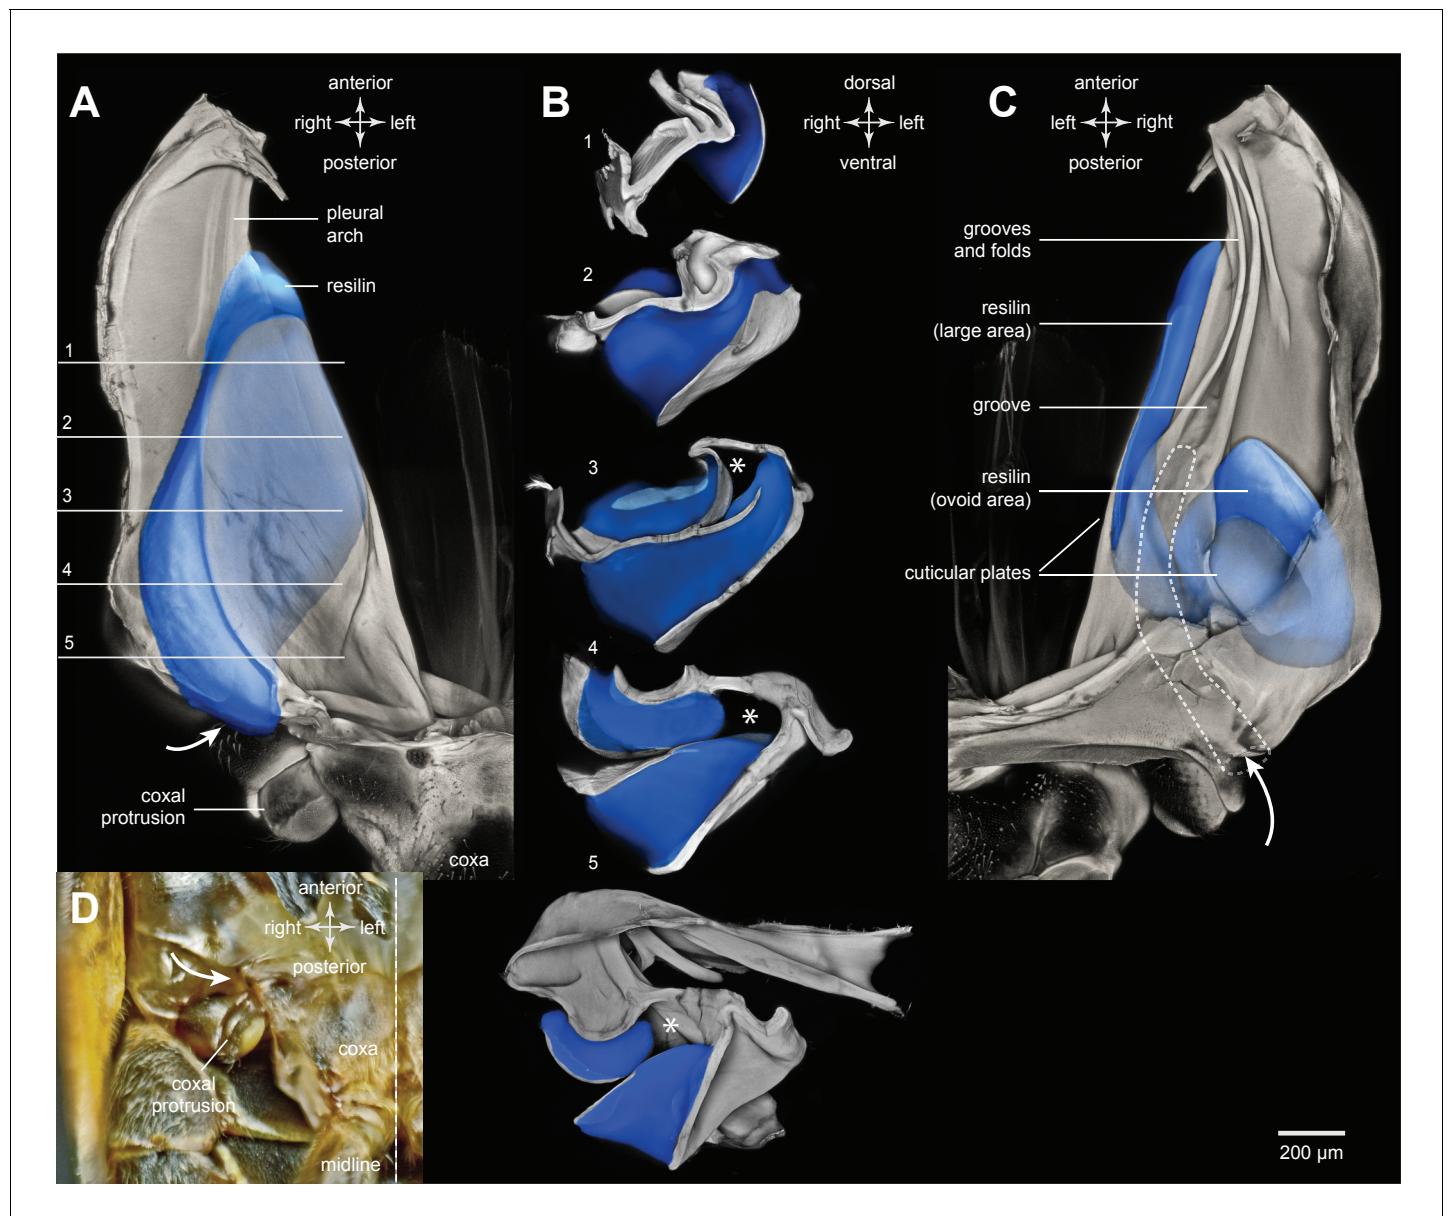 A
anterior
right
left
posterior
pleural
arch
resilin
1
2
3
4
5
coxal
protrusion
coxa
B
dorsal
right
left
ventral
1
2
3
*
4
*
5
*
C
anterior
left
right
posterior
grooves
and folds
resilin
(large area)
groove
resilin
(ovoid area)
cuticular plates
D
anterior
right
left
posterior
coxa
coxal
protrusion
midline
200 µm